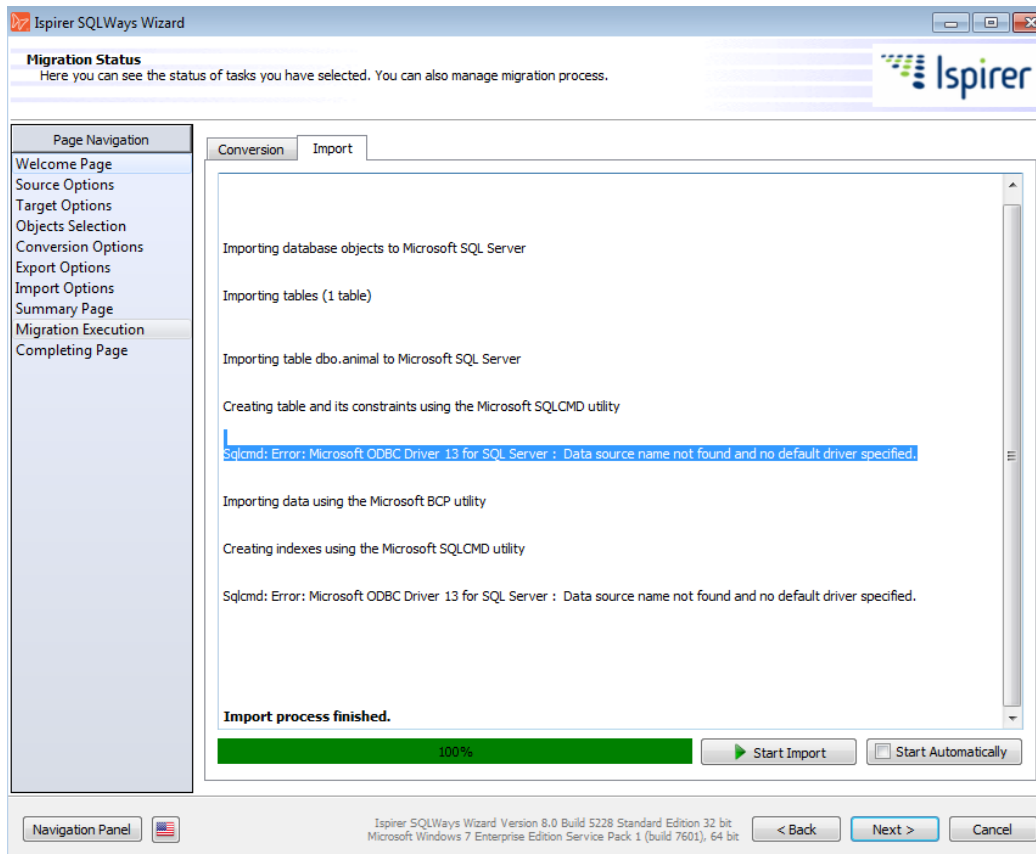 Ispirer SQLWays Wizard
Migration Status
Here you can see the status of tasks you have selected. You can also manage migration process.
Ispirer
Page Navigation
Welcome Page
Source Options
Target Options
Objects Selection
Conversion Options
Export Options
Import Options
Summary Page
Migration Execution
Completing Page
Conversion
Import
Importing database objects to Microsoft SQL Server
Importing tables (1 table)
Importing table dbo.animal to Microsoft SQL Server
Creating table and its constraints using the Microsoft SQLCMD utility
Sqlcmd: Error: Microsoft ODBC Driver 13 for SQL Server : Data source name not found and no default driver specified.
Importing data using the Microsoft BCP utility
Creating indexes using the Microsoft SQLCMD utility
Sqlcmd: Error: Microsoft ODBC Driver 13 for SQL Server : Data source name not found and no default driver specified.
Import process finished.
100%
Start Import
Start Automatically
Navigation Panel
Ispirer SQLWays Wizard Version 8.0 Build 5228 Standard Edition 32 bit
Microsoft Windows 7 Enterprise Edition Service Pack 1 (build 7601), 64 bit
< Back
Next >
Cancel